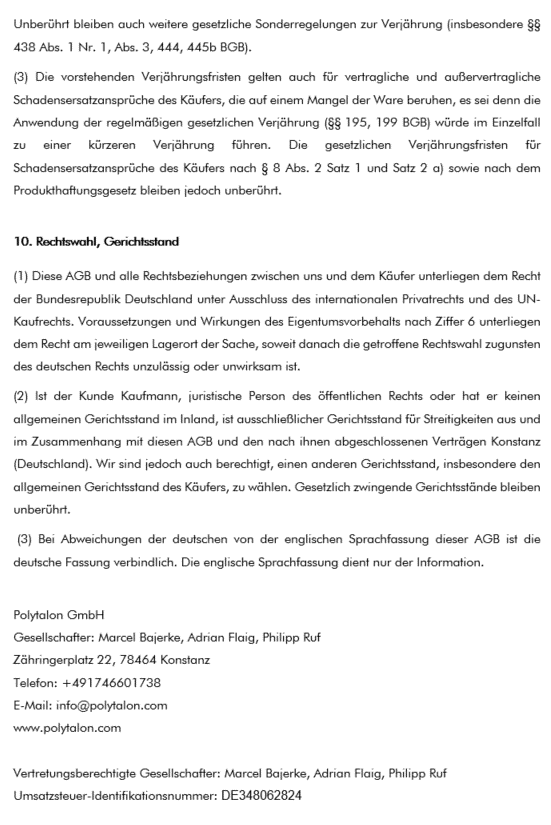 Unberührt bleiben auch weitere gesetzliche Sonderregelungen zur Verjährung (insbesondere §§
438 Abs. 1 Nr. 1, Abs. 3, 444, 445b BGB).
(3) Die vorstehenden Verjährungsfristen gelten auch für vertragliche und außervertragliche
Schadensersatzansprüche des Käufers, die auf einem Mangel der Ware beruhen, es sei denn die
Anwendung der regelmäßigen gesetzlichen Verjährung (§§ 195, 199 BGB) würde im Einzelfall
zu einer kürzeren Verjährung führen. Die gesetzlichen Verjährungsfristen für
Schadensersatzansprüche des Käufers nach § 8 Abs. 2 Satz 1 und Satz 2 a) sowie nach dem
Produkthaftungsgesetz bleiben jedoch unberührt.
10. Rechtswahl, Gerichtsstand
(1) Diese AGB und alle Rechtsbeziehungen zwischen uns und dem Käufer unterliegen dem Recht
der Bundesrepublik Deutschland unter Ausschluss des internationalen Privatrechts und des UN-
Kaufrechts. Voraussetzungen und Wirkungen des Eigentumsvorbehalts nach Ziffer 6 unterliegen
dem Recht am jeweiligen Lagerort der Sache, soweit danach die getroffene Rechtswahl zugunsten
des deutschen Rechts unzulässig oder unwirksam ist.
(2) Ist der Kunde Kaufmann, juristische Person des öffentlichen Rechts oder hat er keinen
allgemeinen Gerichtsstand im Inland, ist ausschließlicher Gerichtsstand für Streitigkeiten aus und
im Zusammenhang mit diesen AGB und den nach ihnen abgeschlossenen Verträgen Konstanz
(Deutschland). Wir sind jedoch auch berechtigt, einen anderen Gerichtsstand, insbesondere den
allgemeinen Gerichtsstand des Käufers, zu wählen. Gesetzlich zwingende Gerichtsstände bleiben
unberührt.
(3) Bei Abweichungen der deutschen von der englischen Sprachfassung dieser AGB ist die
deutsche Fassung verbindlich. Die englische Sprachfassung dient nur der Information.
Polytalon GmbH
Gesellschafter: Marcel Bajerke, Adrian Flaig, Philipp Ruf
Zähringerplatz 22, 78464 Konstanz
Telefon: +491746601738
E-Mail: info@polytalon.com
www.polytalon.com
Vertretungsberechtigte Gesellschafter: Marcel Bajerke, Adrian Flaig, Philipp Ruf
Umsatzsteuer-Identifikationsnummer: DE348062824